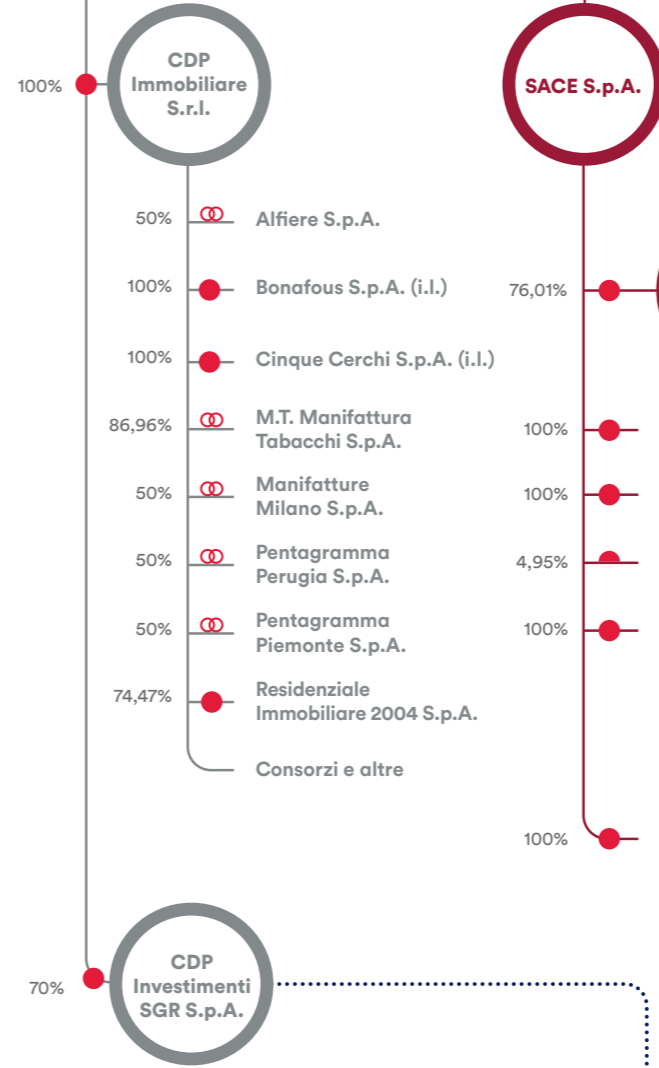 100%
CDP
Immobiliare
S.r.l.
50%
Alfiere S.p.A.
100%
Bonafous S.p.A. (i.l.)
100%
Cinque Cerchi S.p.A. (i.l.)
86,96%
M.T. Manifattura
Tabacchi S.p.A.
50%
Manifatture
Milano S.p.A.
50%
Pentagramma
Perugia S.p.A.
50%
Pentagramma
Piemonte S.p.A.
74,47%
Residenziale
Immobiliare 2004 S.p.A.
Consorzi e altre
70%
CDP
Investimenti
SGR S.p.A.
SACE S.p.A.
76,01%
100%
100%
4,95%
100%
100%